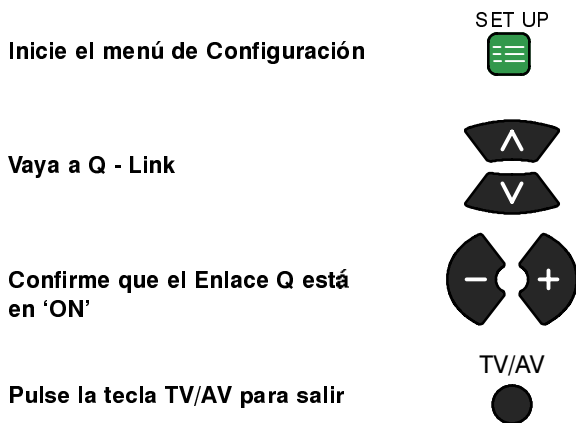 SET UP
Inicie el menú de Configuración
Vaya a Q - Link
Confirme que el Enlace Q está
en ‘ON’
TV/AV
Pulse la tecla TV/AV para salir